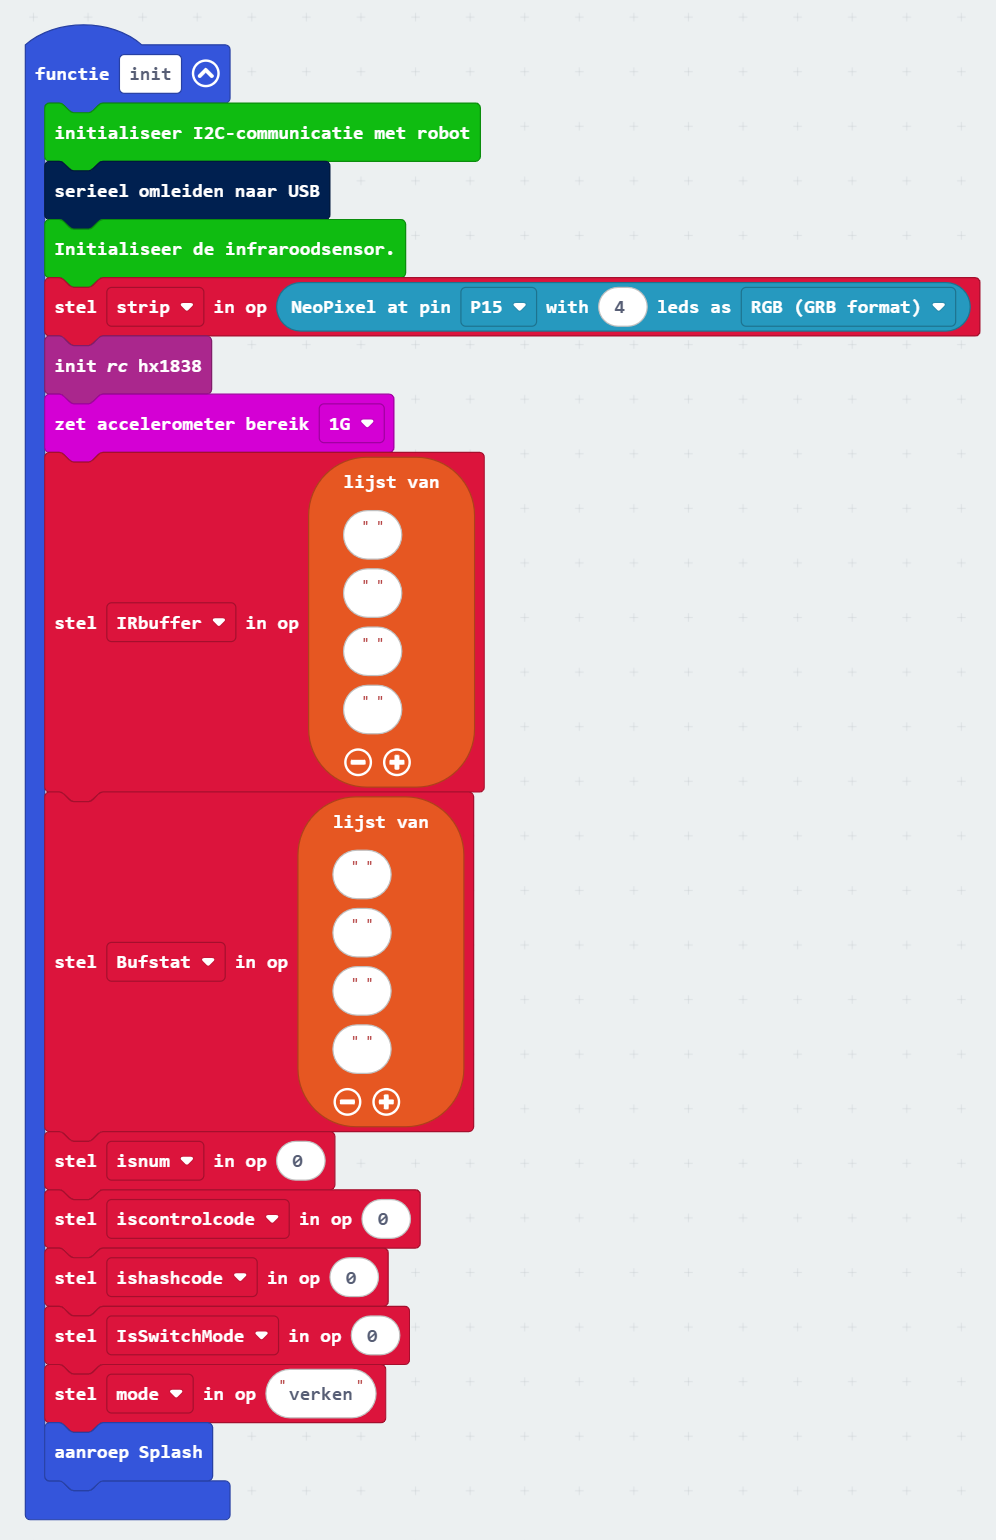 functie init
initialiseer I2C-communicatie met robot
serieel omleiden naar USB
Initialiseer de infraroodsensor.
stel strip in op NeoPixel at pin P15 with 4 leds as RGB (GRB format)
init rc hx1838
zet accelerometer bereik 1G
lijst van
" "
" "
stel IRbuffer in op
" "
" "
lijst van
" "
" "
stel Bufstat in op
" "
" "
stel isnum in op 0
stel iscontrolcode in op 0
stel ishashcode in op 0
stel IsSwitchMode in op 0
stel mode in op "verken"
aanroep Splash